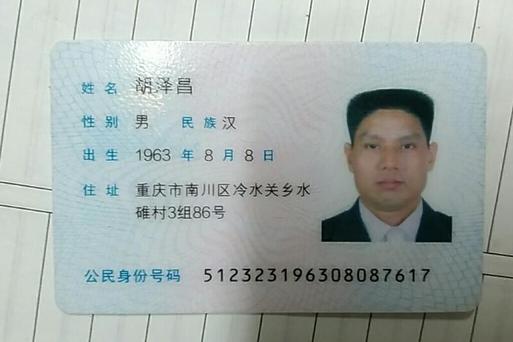 姓名 胡泽昌
性别 男 民族 汉
出生 1963 年 8 月 8 日
住址 重庆市南川区冷水关乡水
碓村3组86号
公民身份号码 512323196308087617